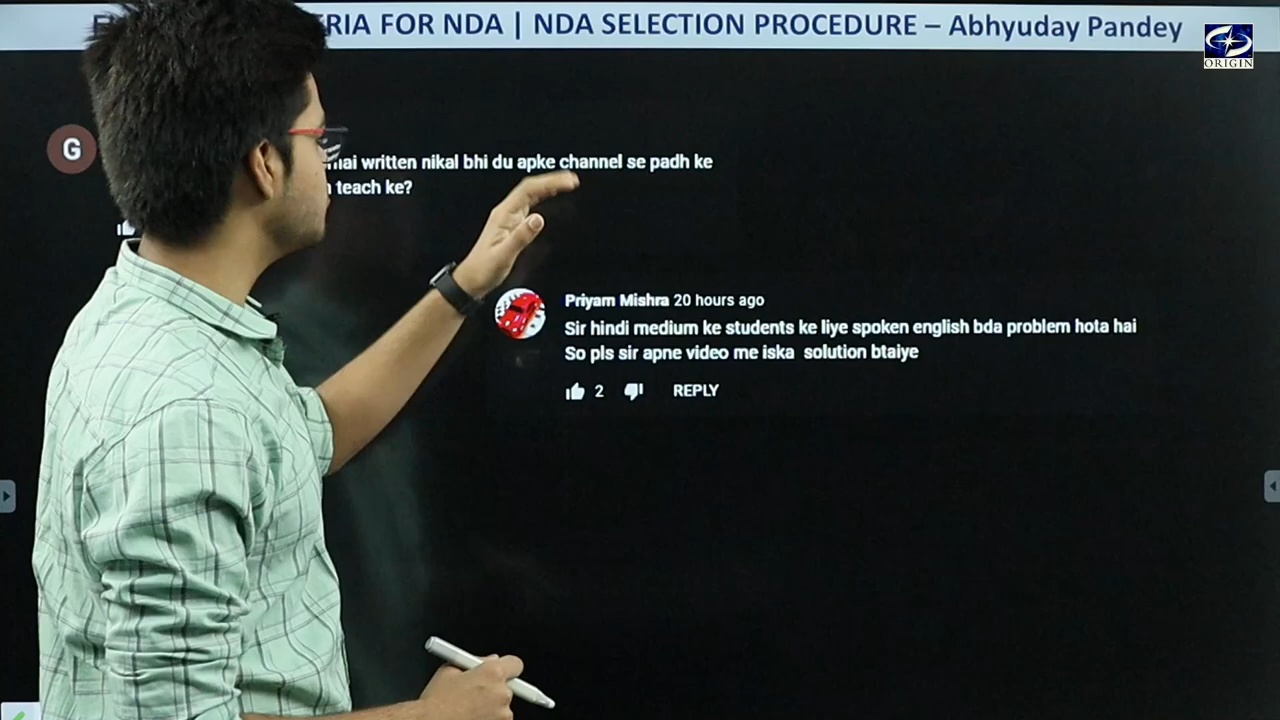 RIA FOR NDA | NDA SELECTION PROCEDURE – Abhyuday Pandey
ORIGIN
G
written nikal bhi du apke channel se padh ke
teach ke?
Priyam Mishra 20 hours ago
Sir hindi medium ke students ke liye spoken english bda problem hota hai
So pls sir apne video me iska solution btaiye
2 REPLY